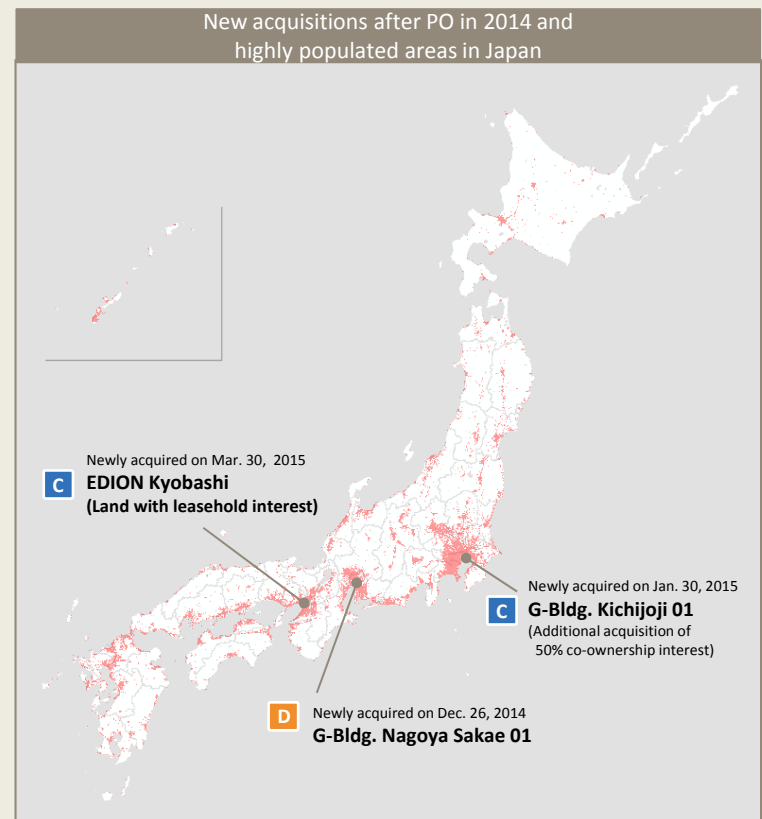 New acquisitions after PO in 2014 and
highly populated areas in Japan
Newly acquired on Mar. 30, 2015
C
EDION Kyobashi
(Land with leasehold interest)
Newly acquired on Jan. 30, 2015
C
G-Bldg. Kichijoji 01
(Additional acquisition of
50% co-ownership interest)
D
Newly acquired on Dec. 26, 2014
G-Bldg. Nagoya Sakae 01